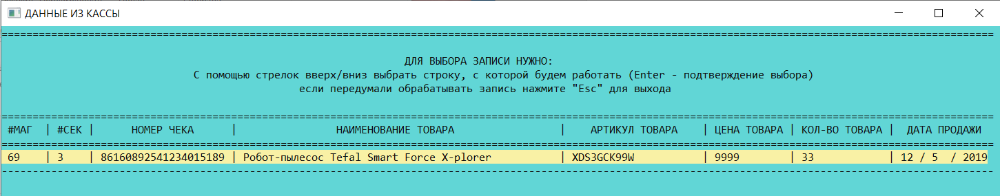 ДАННЫЕ ИЗ КАССЫ
ДЛЯ ВЫБОРА ЗАПИСИ НУЖНО:
С помощью стрелок вверх/вниз выбрать строку, с которой будем работать (Enter - подтверждение выбора)
если передумали обрабатывать запись нажмите "Esc" для выхода
#МАГ | #СЕК | НОМЕР ЧЕКА | НАИМЕНОВАНИЕ ТОВАРА | АРТИКУЛ ТОВАРА | ЦЕНА ТОВАРА | КОЛ-ВО ТОВАРА | ДАТА ПРОДАЖИ
69 | 3 | 86160892541234015189 | Робот-пылесос Tefal Smart Force X-plorer | XDS3GCK99W | 9999 | 33 | 12 / 5 / 2019